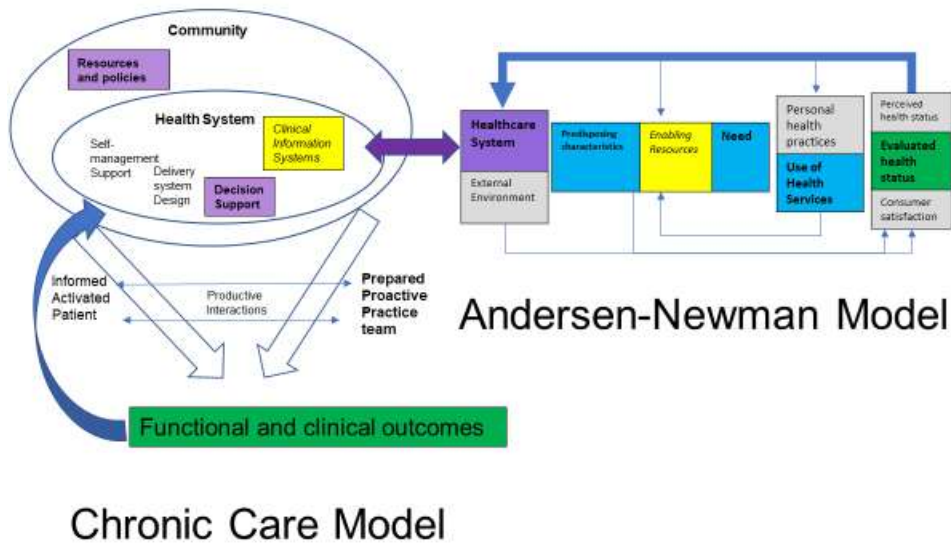 Community
Resources
and policies
Health System
Self-
management
Support
Delivery
system
Design
Clinical
Information
Systems
Decision
Support
Informed
Activated
Patient
Productive
Interactions
Prepared
Proactive
Practice
team
Functional and clinical outcomes
Chronic Care Model
Healthcare
System
External
Environment
Predisposing
characteristics
Enabling
Resources
Need
Personal
health
practices
Use of
Health
Services
Perceived
health status
Evaluated
health
status
Consumer
satisfaction
Andersen-Newman Model